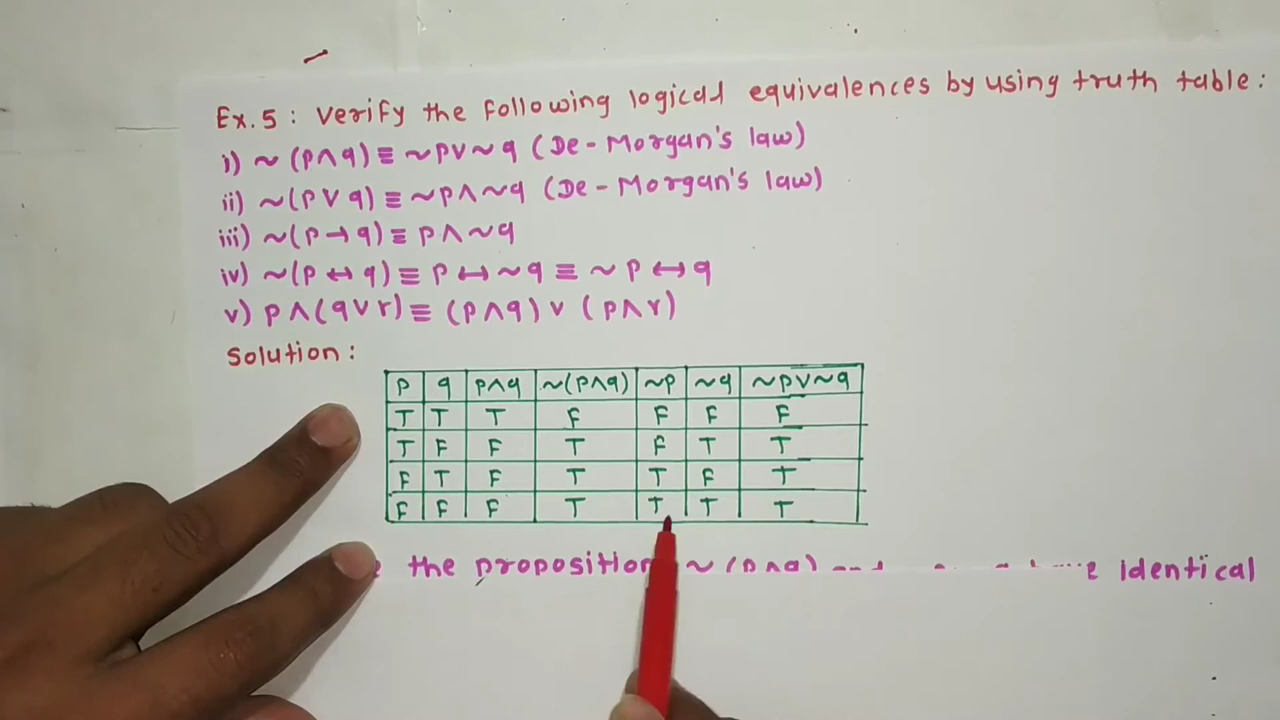 Ex.5 : Verify the following logical equivalences by using truth table :
i) ~ (p∧q) ≡ ~p∨~q (De-Morgan's law)
ii) ~(p∨q) ≡ ~p∧~q (De-Morgan's law)
iii) ~(p→q) ≡ p∧~q
iv) ~(p↔q) ≡ p↔~q ≡ ~p↔q
v) p∧(q∨r) ≡ (p∧q)∨(p∧r)
Solution :
p q p∧q ~(p∧q) ~p ~q ~p∨~q
T T T F F F F
T F F T F T T
F T F T T F T
F F F T T T T
the proposition ~(p∧q) and identical